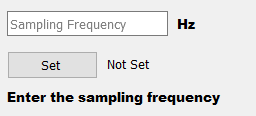 Sampling Frequency Hz
Set Not Set
Enter the sampling frequency